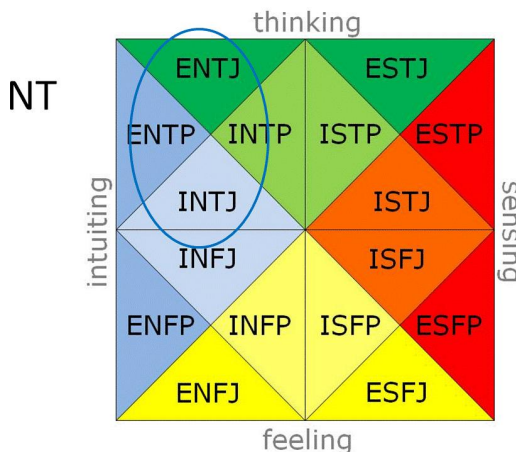 thinking
NT
ENTJ ESTJ
ENTP INTP ISTP ESTP
INTJ ISTJ
intuiting
sensing
INFJ ISFJ
ENFP INFP ISFP ESFP
ENFJ ESFJ
feeling